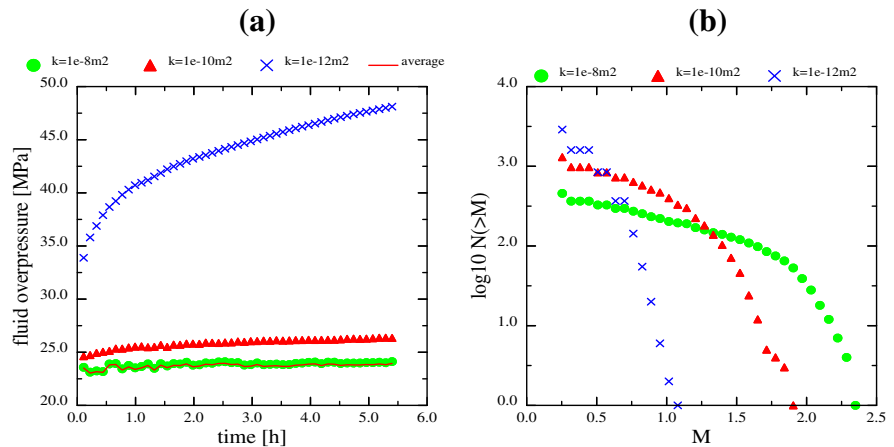 (a)
k=1e-8m2 k=1e-10m2 k=1e-12m2 average
50.0
45.0
40.0
35.0
30.0
25.0
20.0
fluid overpressure [MPa]
0.0 1.0 2.0 3.0 4.0 5.0 6.0
time [h]
(b)
k=1e-8m2 k=1e-10m2 k=1e-12m2
4.0
3.0
2.0
1.0
0.0
log10 N(>M)
0.0 0.5 1.0 1.5 2.0 2.5
M